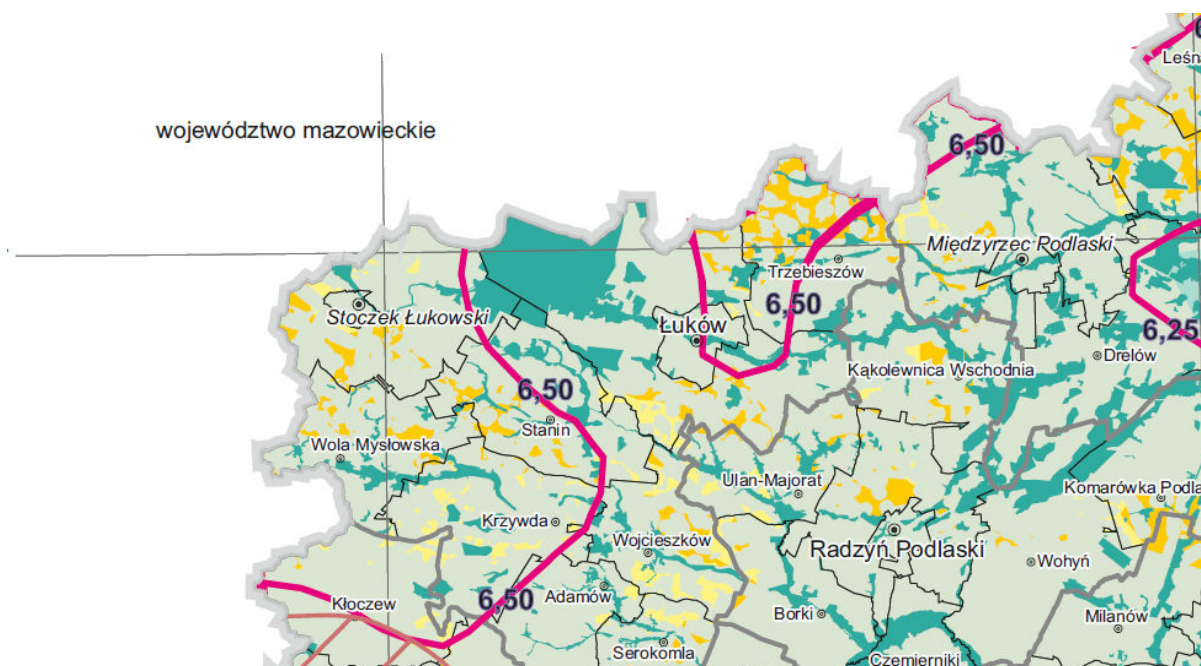 Leśn
województwo mazowieckie
6,50
Międzyrzec Podlaski
Trzebieszów
6,50
Stoczek Łukowski
Łuków
6,25
Drelów
Kąkolewnica Wschodnia
6,50
Stanin
Wola Mysłowska
Ulan-Majorat
Komarówka Podla
Krzywda
Wojcieszków
Radzyń Podlaski
Wohyń
6,50
Adamów
Kłoczew
Borki
Milanów
Serokomla
Czemierniki